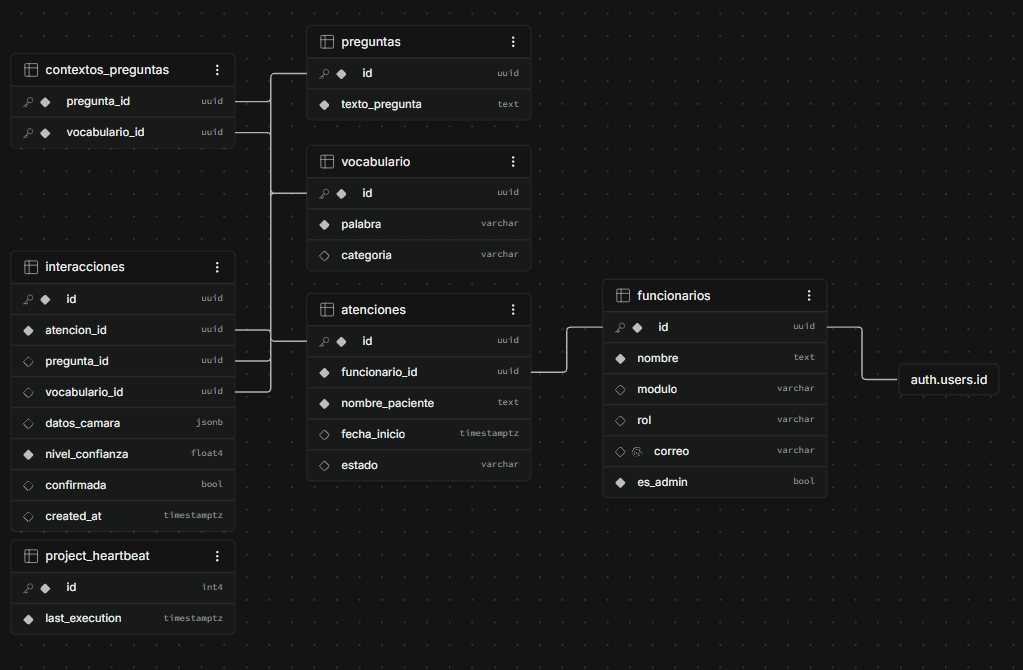 contextos_preguntas
pregunta_id uuid
vocabulario_id uuid
preguntas
id uuid
texto_pregunta text
vocabulario
id uuid
palabra varchar
categoria varchar
interacciones
id uuid
atencion_id uuid
pregunta_id uuid
vocabulario_id uuid
datos_camara jsonb
nivel_confianza float4
confirmada bool
created_at timestamptz
atenciones
id uuid
funcionario_id uuid
nombre_paciente text
fecha_inicio timestamptz
estado varchar
funcionarios
id uuid
nombre text
modulo varchar
rol varchar
correo varchar
es_admin bool
auth.users.id
project_heartbeat
id int4
last_execution timestamptz